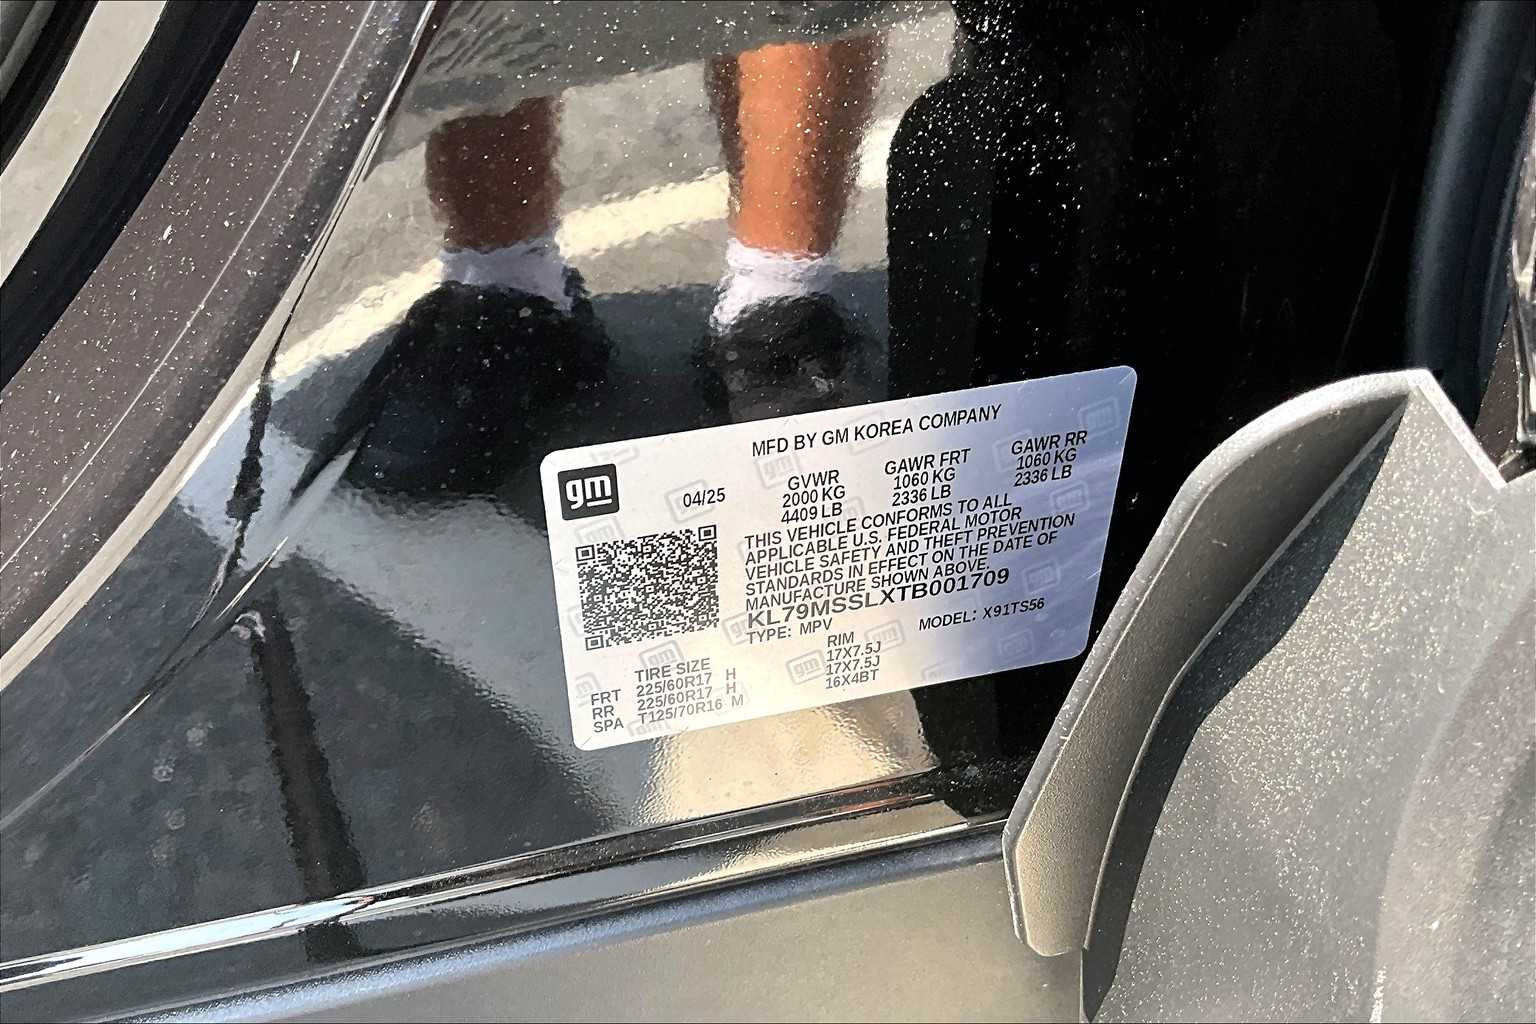 MFD BY GM KOREA COMPANY
gm
04/25
GVWR
2000 KG
4409 LB
GAWR FRT
1060 KG
2336 LB
GAWR RR
1060 KG
2336 LB
THIS VEHICLE CONFORMS TO ALL
APPLICABLE U.S. FEDERAL MOTOR
VEHICLE SAFETY AND THEFT PREVENTION
STANDARDS IN EFFECT ON THE DATE OF
MANUFACTURE SHOWN ABOVE.
KL79MSSLXTB001709
TYPE: MPV
MODEL: X91TS56
TIRE SIZE
RIM
FRT 225/60R17 H 17X7.5J
RR 225/60R17 H 17X7.5J
SPA T125/70R16 M 16X4BT